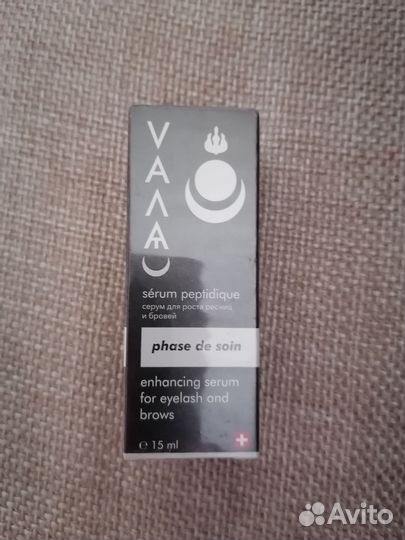 sérum peptidique
серум для роста ресниц
и бровей
phase de soin
enhancing serum
for eyelash and
brows
℮ 15 ml
Avito